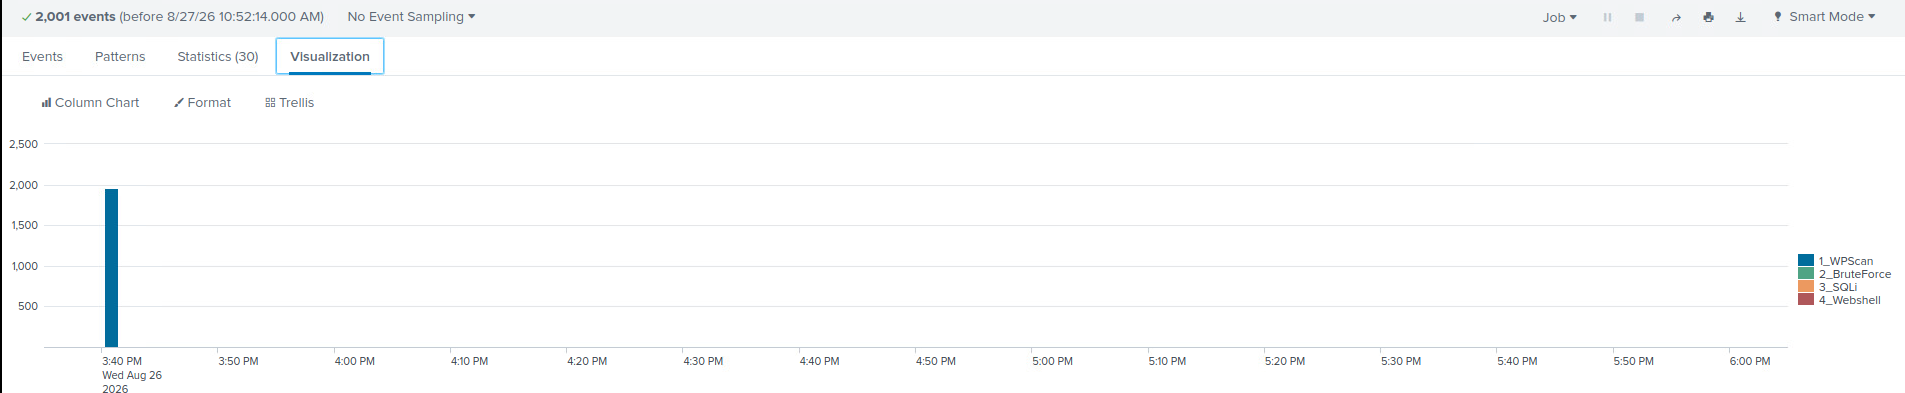 2,001 events (before 8/27/26 10:52:14.000 AM) No Event Sampling Job Smart Mode
Events Patterns Statistics (30) Visualization
Column Chart Format Trellis
2,500
2,000
1,500
1,000
500
1_WPScan
2_BruteForce
3_SQLi
4_Webshell
3:40 PM 3:50 PM 4:00 PM 4:10 PM 4:20 PM 4:30 PM 4:40 PM 4:50 PM 5:00 PM 5:10 PM 5:20 PM 5:30 PM 5:40 PM 5:50 PM 6:00 PM
Wed Aug 26
2026